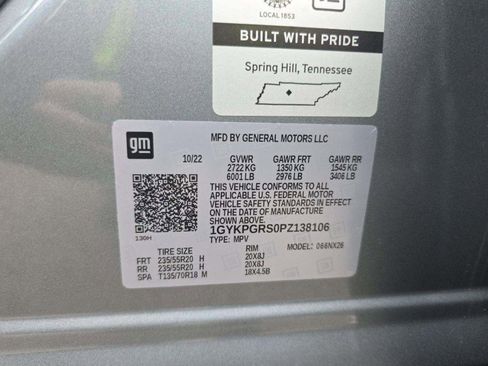 LOCAL 1853
BUILT WITH PRIDE
Spring Hill, Tennessee
gm
MFD BY GENERAL MOTORS LLC
10/22 GVWR GAWR FRT GAWR RR
2722 KG 1350 KG 1545 KG
6001 LB 2976 LB 3406 LB
THIS VEHICLE CONFORMS TO ALL
APPLICABLE U.S. FEDERAL MOTOR
VEHICLE SAFETY STANDARDS IN EFFECT
ON THE DATE OF MANUFACTURE
SHOWN ABOVE.
1GYKPGRS0PZ138106
TYPE: MPV MODEL: 066NX26
130H
TIRE SIZE RIM
FRT 235/55R20 H 20X8J
RR 235/55R20 H 20X8J
SPA T135/70R18 M 18X4.5B